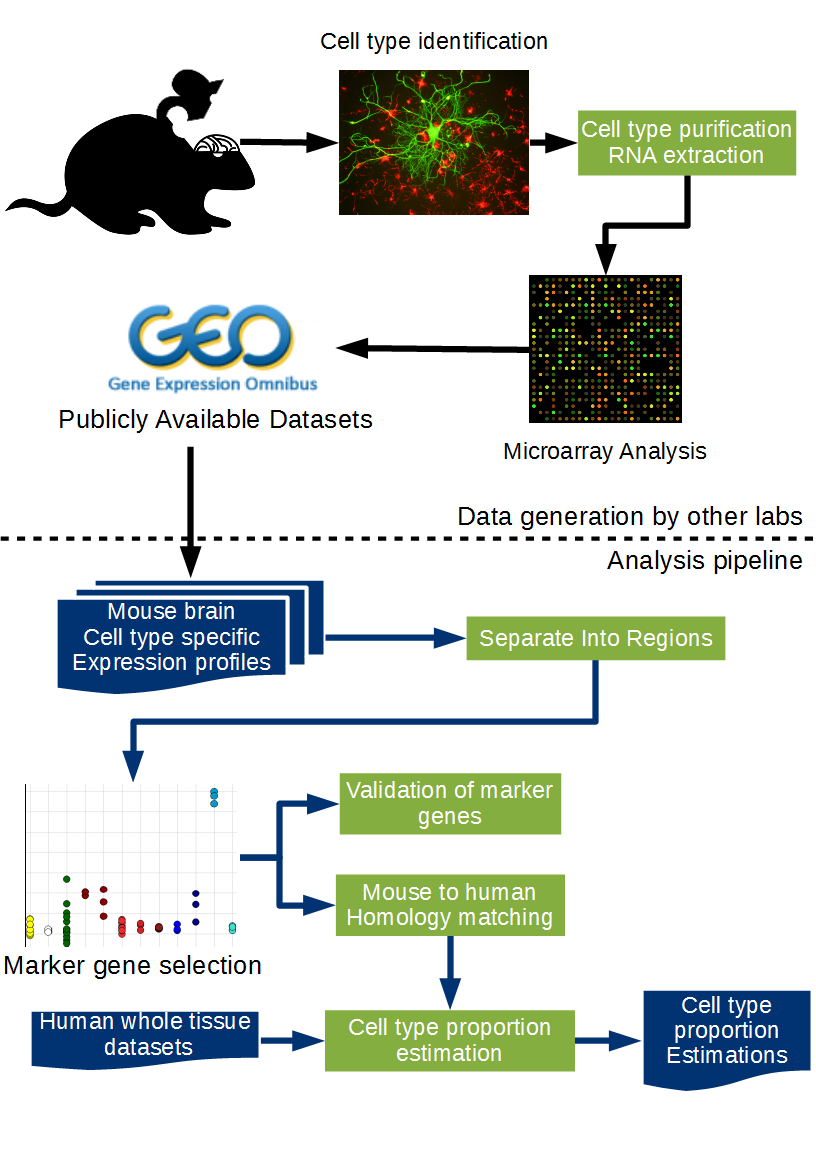 Cell type identification
Cell type purification
RNA extraction
GEO
Gene Expression Omnibus
Publicly Available Datasets
Microarray Analysis
Data generation by other labs
Analysis pipeline
Mouse brain
Cell type specific
Expression profiles
Separate Into Regions
Validation of marker
genes
Mouse to human
Homology matching
Marker gene selection
Human whole tissue
datasets
Cell type proportion
estimation
Cell type
proportion
Estimations